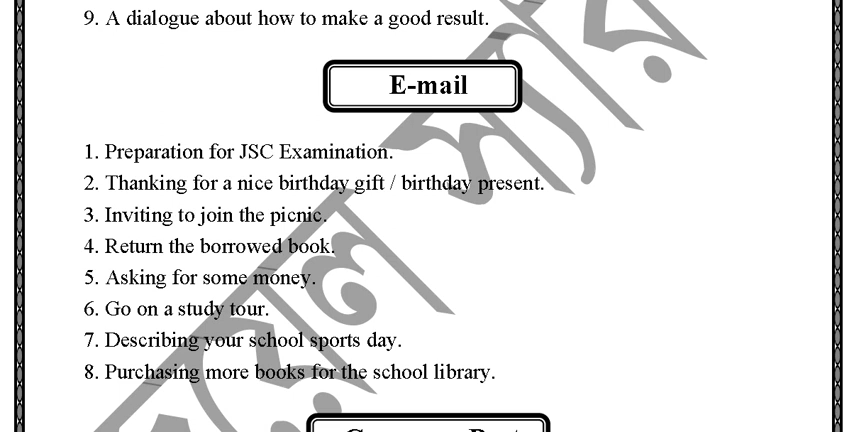 9. A dialogue about how to make a good result.
E-mail
1. Preparation for JSC Examination.
2. Thanking for a nice birthday gift / birthday present.
3. Inviting to join the picnic.
4. Return the borrowed book.
5. Asking for some money.
6. Go on a study tour.
7. Describing your school sports day.
8. Purchasing more books for the school library.